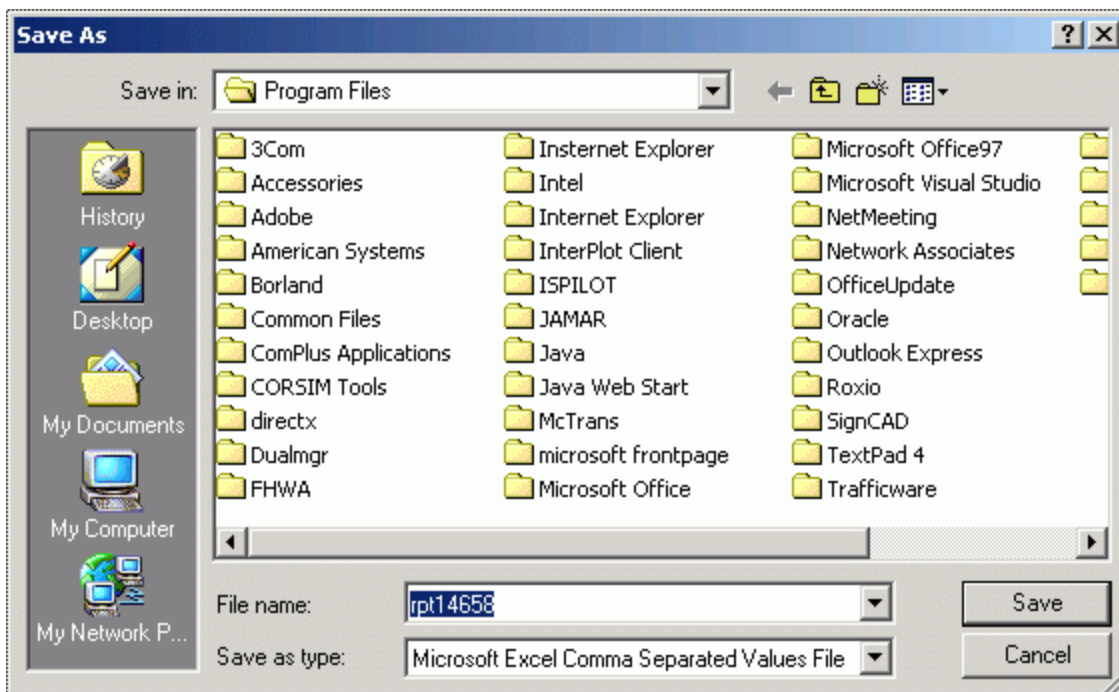 Save As
Save in: Program Files
History
Desktop
My Documents
My Computer
My Network P...
3Com
Accessories
Adobe
American Systems
Borland
Common Files
ComPlus Applications
CORSIM Tools
directx
Dualmgr
FHWA
Insternet Explorer
Intel
Internet Explorer
InterPlot Client
ISPILOT
JAMAR
Java
Java Web Start
McTrans
microsoft frontpage
Microsoft Office
Microsoft Office97
Microsoft Visual Studio
NetMeeting
Network Associates
OfficeUpdate
Oracle
Outlook Express
Roxio
SignCAD
TextPad 4
Trafficware
File name: rpt14658
Save
Save as type: Microsoft Excel Comma Separated Values File
Cancel